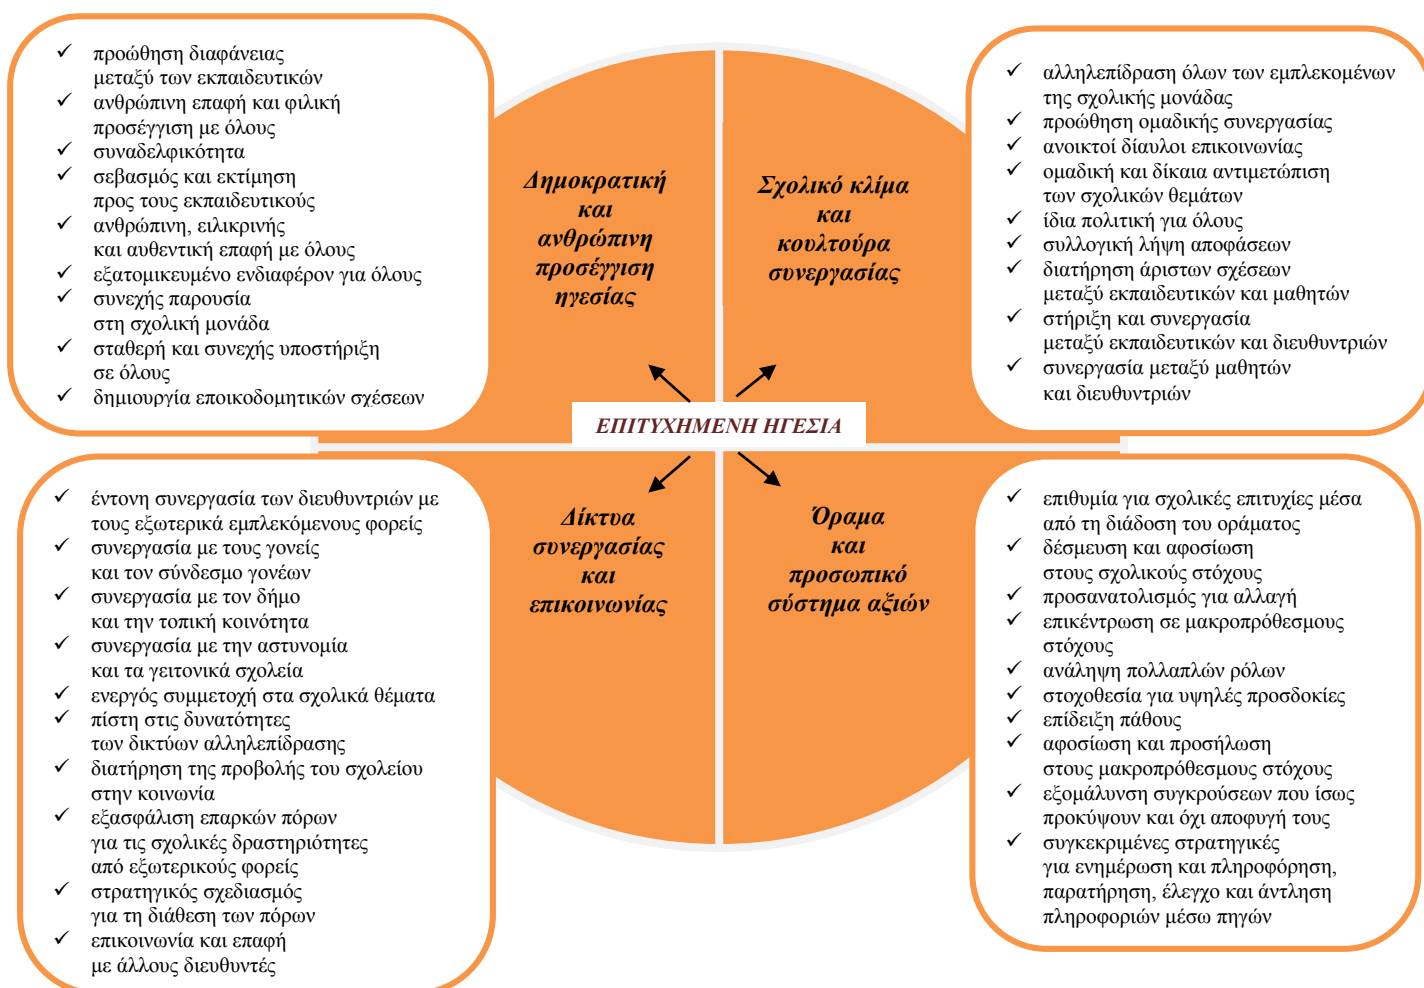 προώθηση διαφάνειας
μεταξύ των εκπαιδευτικών
ανθρώπινη επαφή και φιλική
προσέγγιση με όλους
συναδελφικότητα
σεβασμός και εκτίμηση
προς τους εκπαιδευτικούς
ανθρώπινη, ειλικρινής
και αυθεντική επαφή με όλους
εξατομικευμένο ενδιαφέρον για όλους
συνεχής παρουσία
στη σχολική μονάδα
σταθερή και συνεχής υποστήριξη
σε όλους
δημιουργία εποικοδομητικών σχέσεων
Δημοκρατική
και
ανθρώπινη
προσέγγιση
ηγεσίας
Σχολικό κλίμα
και
κουλτούρα
συνεργασίας
αλληλεπίδραση όλων των εμπλεκομένων
της σχολικής μονάδας
προώθηση ομαδικής συνεργασίας
ανοικτοί δίαυλοι επικοινωνίας
ομαδική και δίκαια αντιμετώπιση
των σχολικών θεμάτων
ίδια πολιτική για όλους
συλλογική λήψη αποφάσεων
διατήρηση άριστων σχέσεων
μεταξύ εκπαιδευτικών και μαθητών
στήριξη και συνεργασία
μεταξύ εκπαιδευτικών και διευθυντριών
συνεργασία μεταξύ μαθητών
και διευθυντριών
ΕΠΙΤΥΧΗΜΕΝΗ ΗΓΕΣΙΑ
έντονη συνεργασία των διευθυντριών με
τους εξωτερικά εμπλεκόμενους φορείς
συνεργασία με τους γονείς
και τον σύνδεσμο γονέων
συνεργασία με τον δήμο
και την τοπική κοινότητα
συνεργασία με την αστυνομία
και τα γειτονικά σχολεία
ενεργός συμμετοχή στα σχολικά θέματα
πίστη στις δυνατότητες
των δικτύων αλληλεπίδρασης
διατήρηση της προβολής του σχολείου
στην κοινωνία
εξασφάλιση επαρκών πόρων
για τις σχολικές δραστηριότητες
από εξωτερικούς φορείς
στρατηγικός σχεδιασμός
για τη διάθεση των πόρων
επικοινωνία και επαφή
με άλλους διευθυντές
Δίκτυα
συνεργασίας
και
επικοινωνίας
Όραμα
και
προσωπικό
σύστημα αξιών
επιθυμία για σχολικές επιτυχίες μέσα
από τη διάδοση του οράματος
δέσμευση και αφοσίωση
στους σχολικούς στόχους
προσανατολισμός για αλλαγή
επικέντρωση σε μακροπρόθεσμους
στόχους
ανάληψη πολλαπλών ρόλων
στοχοθεσία για υψηλές προσδοκίες
επίδειξη πάθους
αφοσίωση και προσήλωση
στους μακροπρόθεσμους στόχους
εξομάλυνση συγκρούσεων που ίσως
προκύψουν και όχι αποφυγή τους
συγκεκριμένες στρατηγικές
για ενημέρωση και πληροφόρηση,
παρατήρηση, έλεγχο και άντληση
πληροφοριών μέσω πηγών